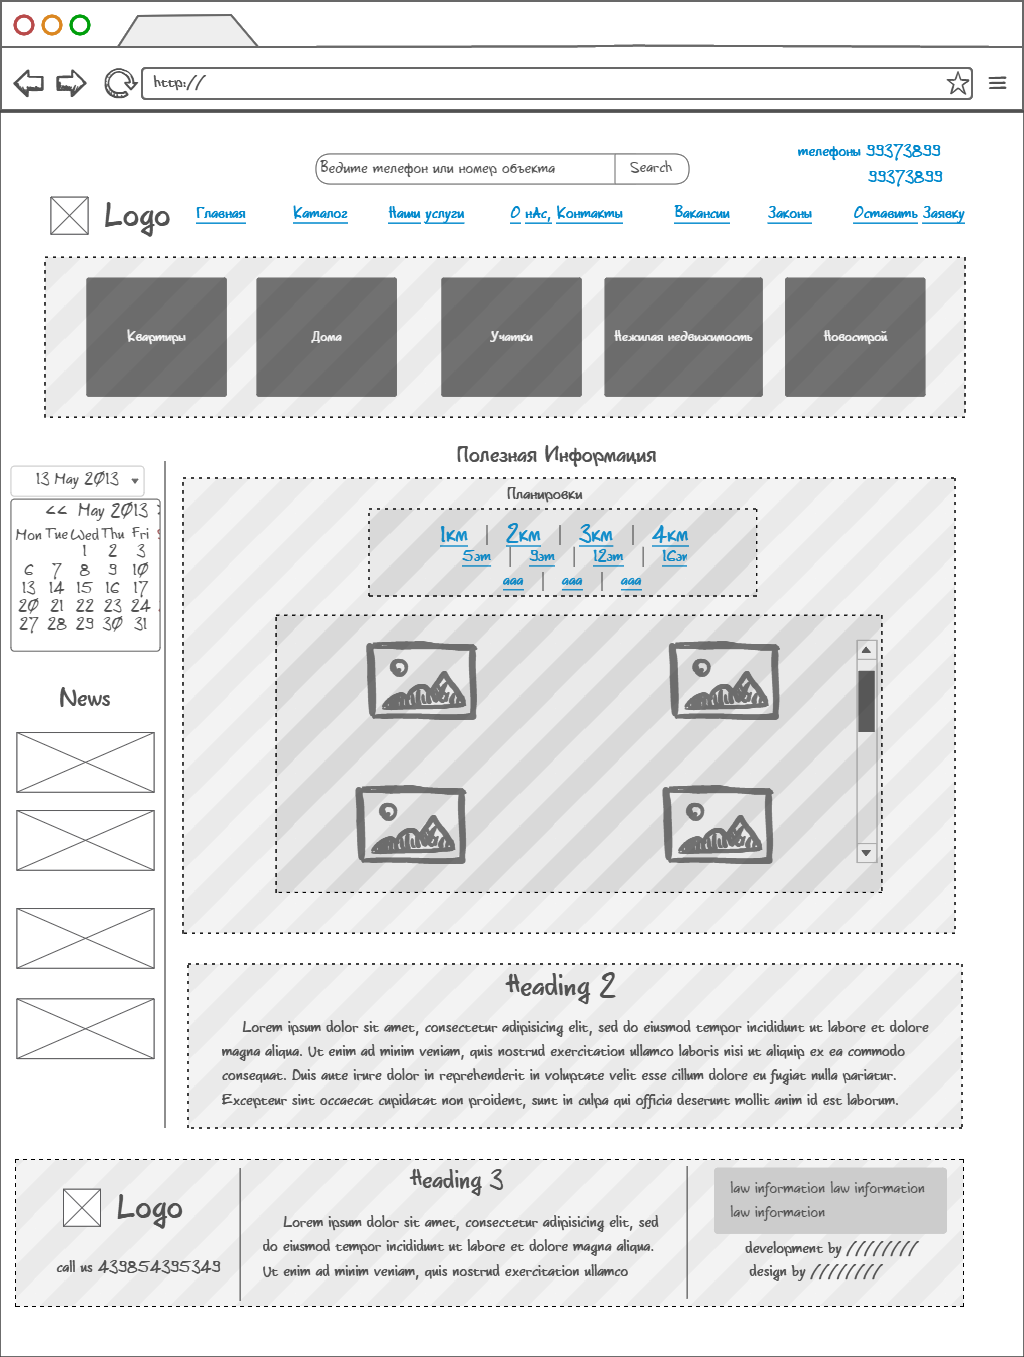 http://
телефоны 99373899
99373899
Ведите телефон или номер объекта Search
Logo Главная Каталог Наши услуги О нАс, Контакты Вакансии Законы Оставить Заявку
Квартиры Дома Учатки Нежилая недвижимость Новострой
Полезная Информация
13 May 2013
<< May 2013
Mon Tue Wed Thu Fri
1 2 3
6 7 8 9 10
13 14 15 16 17
20 21 22 23 24
27 28 29 30 31
Планировки
1км | 2км | 3км | 4км
5эт | 9эт | 12эт | 16эт
ааа | ааа | ааа
News
Heading 2
Lorem ipsum dolor sit amet, consectetur adipisicing elit, sed do eiusmod tempor incididunt ut labore et dolore
magna aliqua. Ut enim ad minim veniam, quis nostrud exercitation ullamco laboris nisi ut aliquip ex ea commodo
consequat. Duis aute irure dolor in reprehenderit in voluptate velit esse cillum dolore eu fugiat nulla pariatur.
Excepteur sint occaecat cupidatat non proident, sunt in culpa qui officia deserunt mollit anim id est laborum.
Logo
call us 439854395349
Heading 3
Lorem ipsum dolor sit amet, consectetur adipisicing elit, sed
do eiusmod tempor incididunt ut labore et dolore magna aliqua.
Ut enim ad minim veniam, quis nostrud exercitation ullamco
law information law information
law information
development by ////////
design by ////////